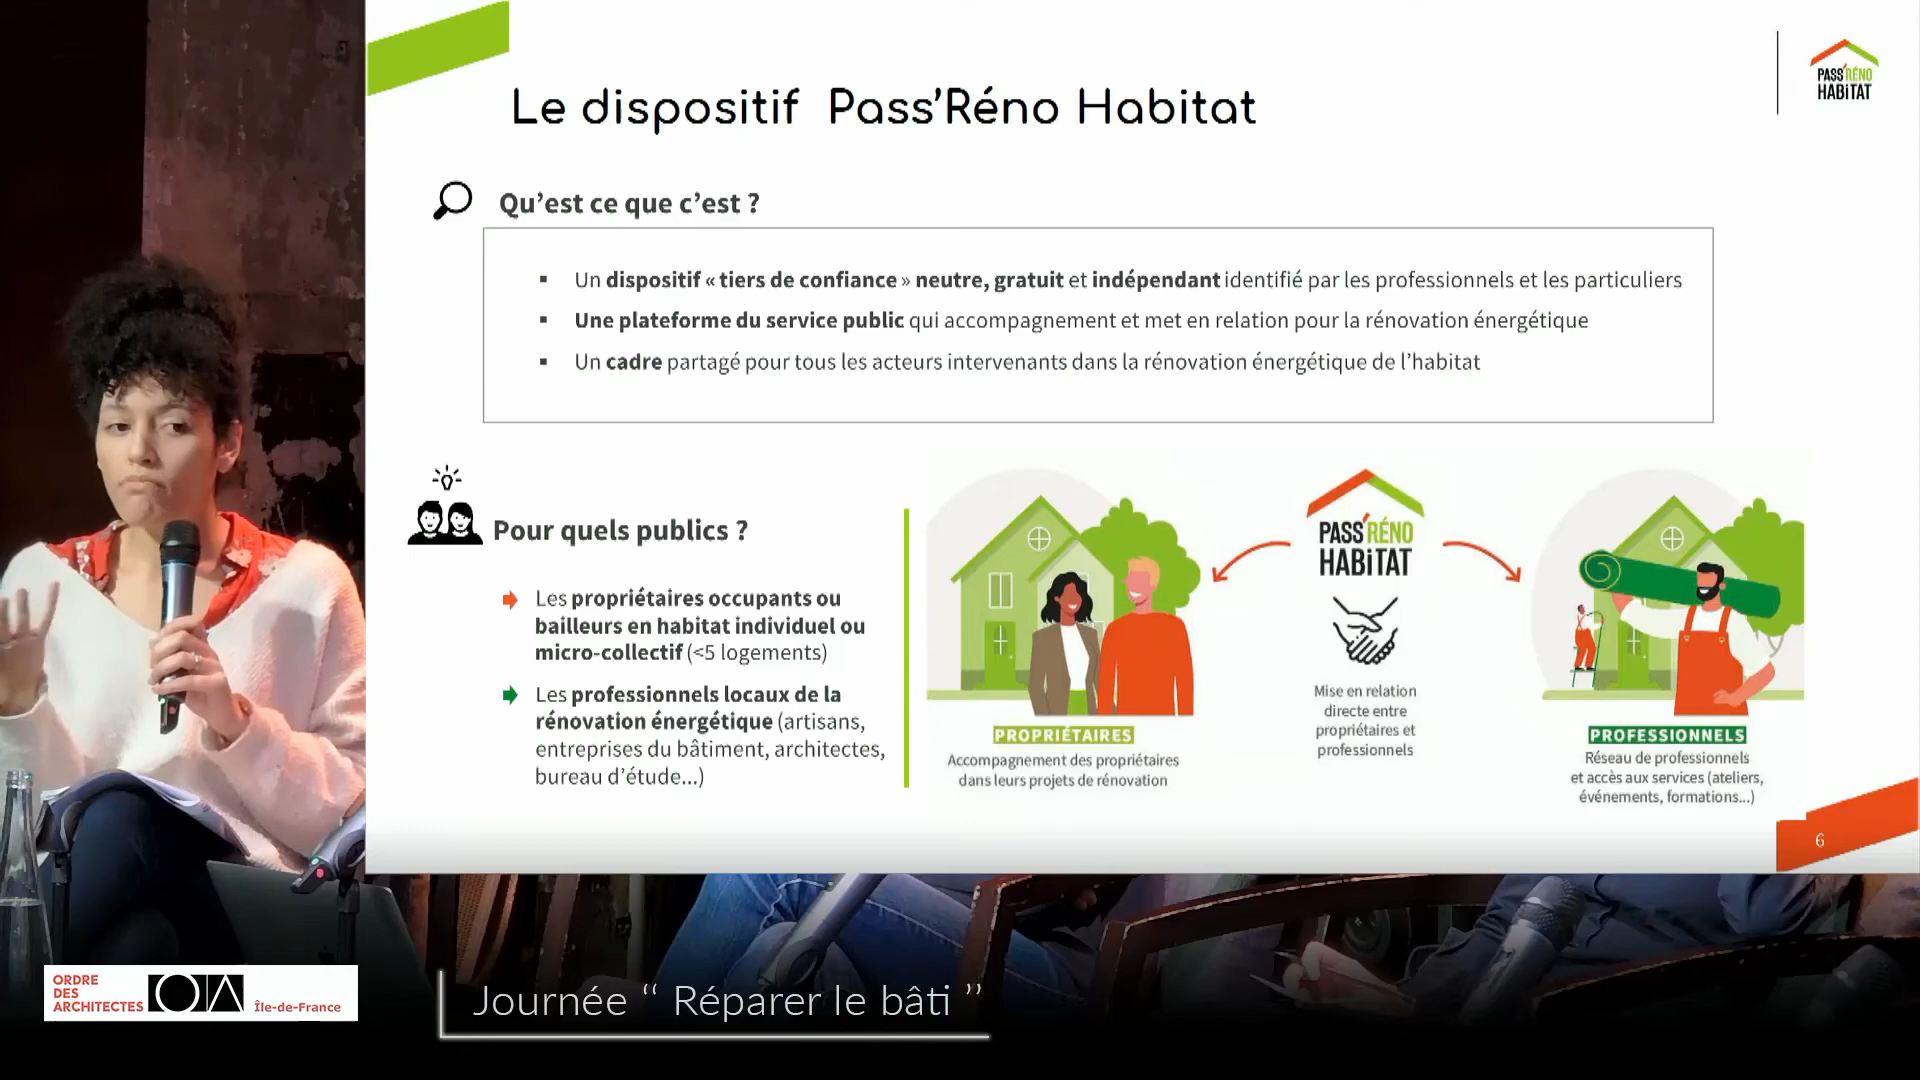 Le dispositif Pass'Réno Habitat
PASS'RÉNO
HABiTAT
Qu'est ce que c'est ?
▪ Un dispositif « tiers de confiance » neutre, gratuit et indépendant identifié par les professionnels et les particuliers
▪ Une plateforme du service public qui accompagnement et met en relation pour la rénovation énergétique
▪ Un cadre partagé pour tous les acteurs intervenants dans la rénovation énergétique de l'habitat
Pour quels publics ?
Les propriétaires occupants ou
bailleurs en habitat individuel ou
micro-collectif (<5 logements)
Les professionnels locaux de la
rénovation énergétique (artisans,
entreprises du bâtiment, architectes,
bureau d'étude...)
PROPRIÉTAIRES
Accompagnement des propriétaires
dans leurs projets de rénovation
PASS'RÉNO
HABiTAT
Mise en relation
directe entre
propriétaires et
professionnels
PROFESSIONNELS
Réseau de professionnels
et accès aux services (ateliers,
événements, formations...)
6
ORDRE
DES
ARCHITECTES
Île-de-France
Journée “ Réparer le bâti ”